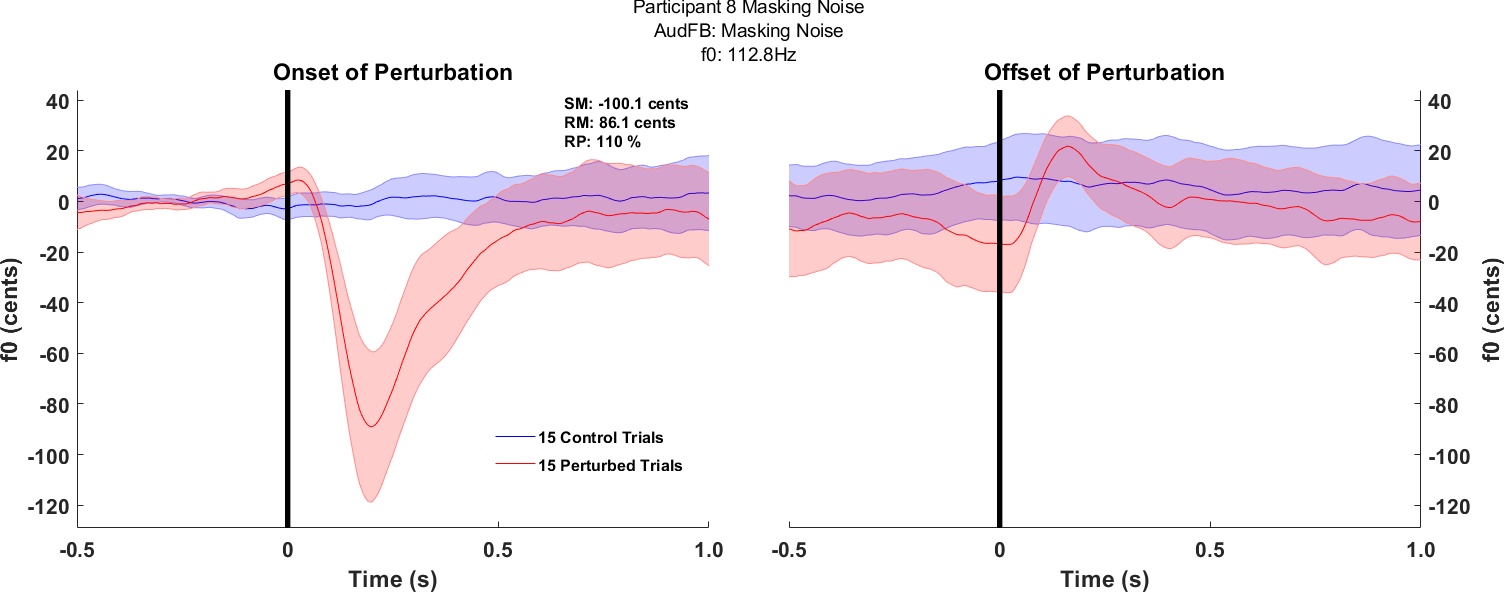 Participant 8 Masking Noise
AudFB: Masking Noise
f0: 112.8Hz
Onset of Perturbation
SM: -100.1 cents
RM: 86.1 cents
RP: 110 %
40
20
0
-20
-40
-60
-80
-100
-120
f0 (cents)
15 Control Trials
15 Perturbed Trials
-0.5
0
0.5
1.0
Time (s)
Offset of Perturbation
40
20
0
-20
-40
-60
-80
-100
-120
f0 (cents)
-0.5
0
0.5
1.0
Time (s)